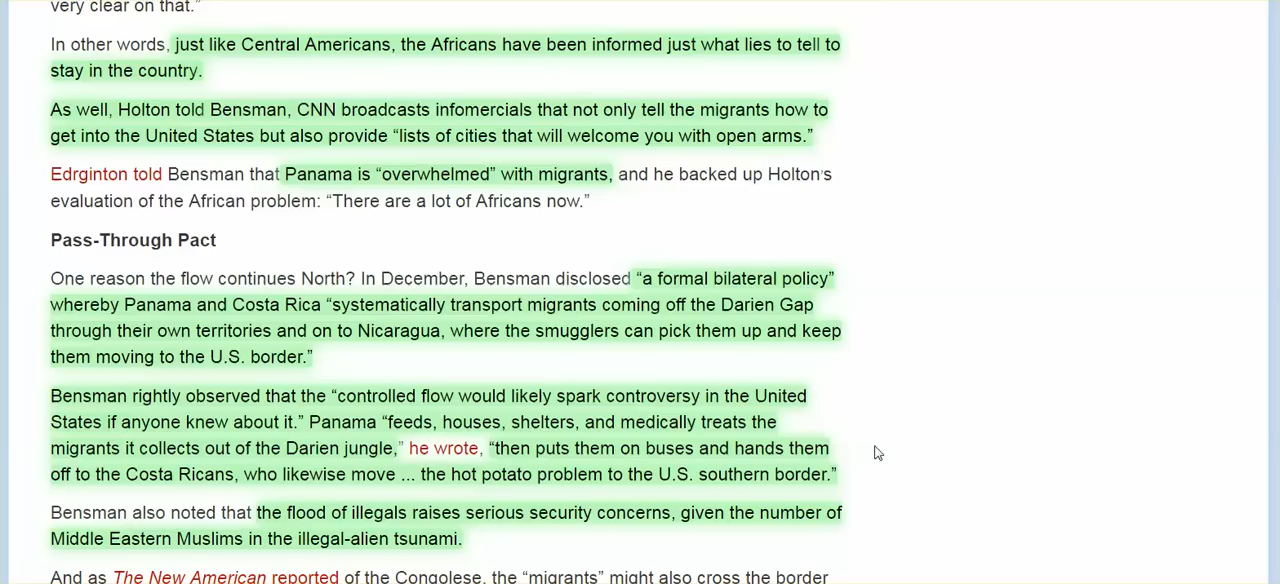 very clear on that.”
In other words, just like Central Americans, the Africans have been informed just what lies to tell to
stay in the country.
As well, Holton told Bensman, CNN broadcasts infomercials that not only tell the migrants how to
get into the United States but also provide “lists of cities that will welcome you with open arms.”
Edrginton told Bensman that Panama is “overwhelmed” with migrants, and he backed up Holton’s
evaluation of the African problem: “There are a lot of Africans now.”
Pass-Through Pact
One reason the flow continues North? In December, Bensman disclosed “a formal bilateral policy”
whereby Panama and Costa Rica “systematically transport migrants coming off the Darien Gap
through their own territories and on to Nicaragua, where the smugglers can pick them up and keep
them moving to the U.S. border.”
Bensman rightly observed that the “controlled flow would likely spark controversy in the United
States if anyone knew about it.” Panama “feeds, houses, shelters, and medically treats the
migrants it collects out of the Darien jungle,” he wrote, “then puts them on buses and hands them
off to the Costa Ricans, who likewise move ... the hot potato problem to the U.S. southern border.”
Bensman also noted that the flood of illegals raises serious security concerns, given the number of
Middle Eastern Muslims in the illegal-alien tsunami.
And as The New American reported of the Congolese, the “migrants” might also cross the border